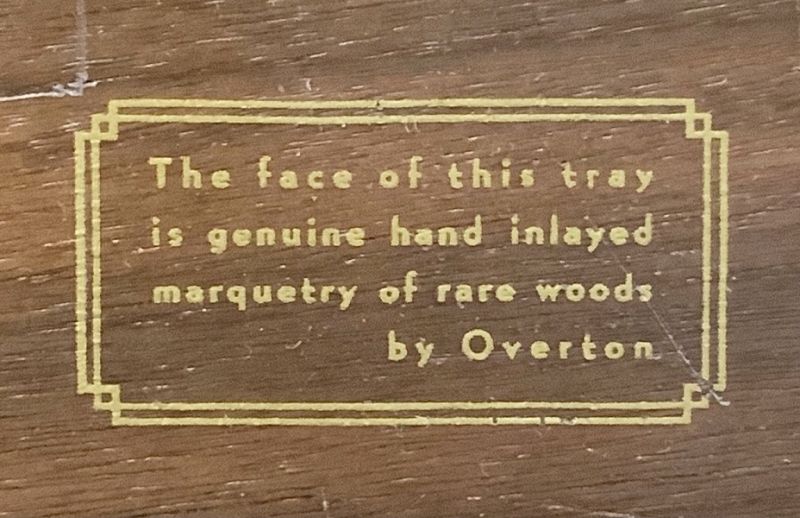 The face of this tray
is genuine hand inlayed
marquetry of rare woods
by Overton